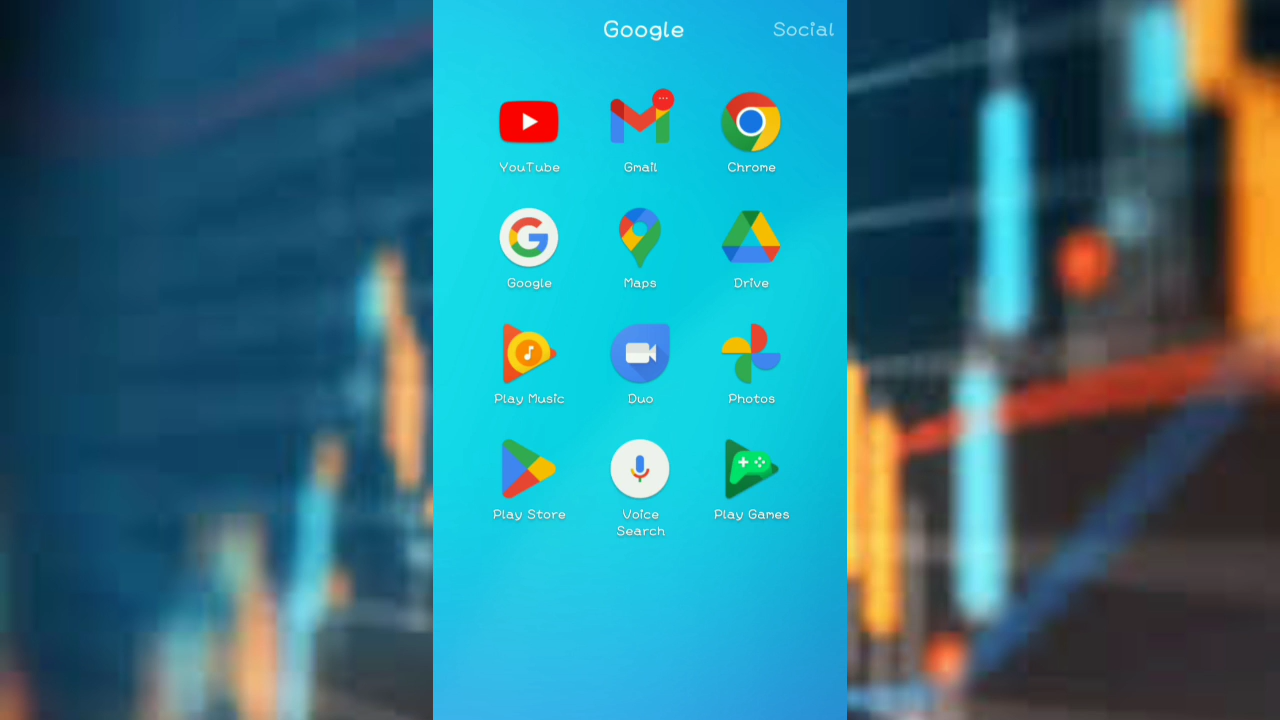 Google
Social
YouTube
Gmail
Chrome
Google
Maps
Drive
Play Music
Duo
Photos
Play Store
Voice
Search
Play Games